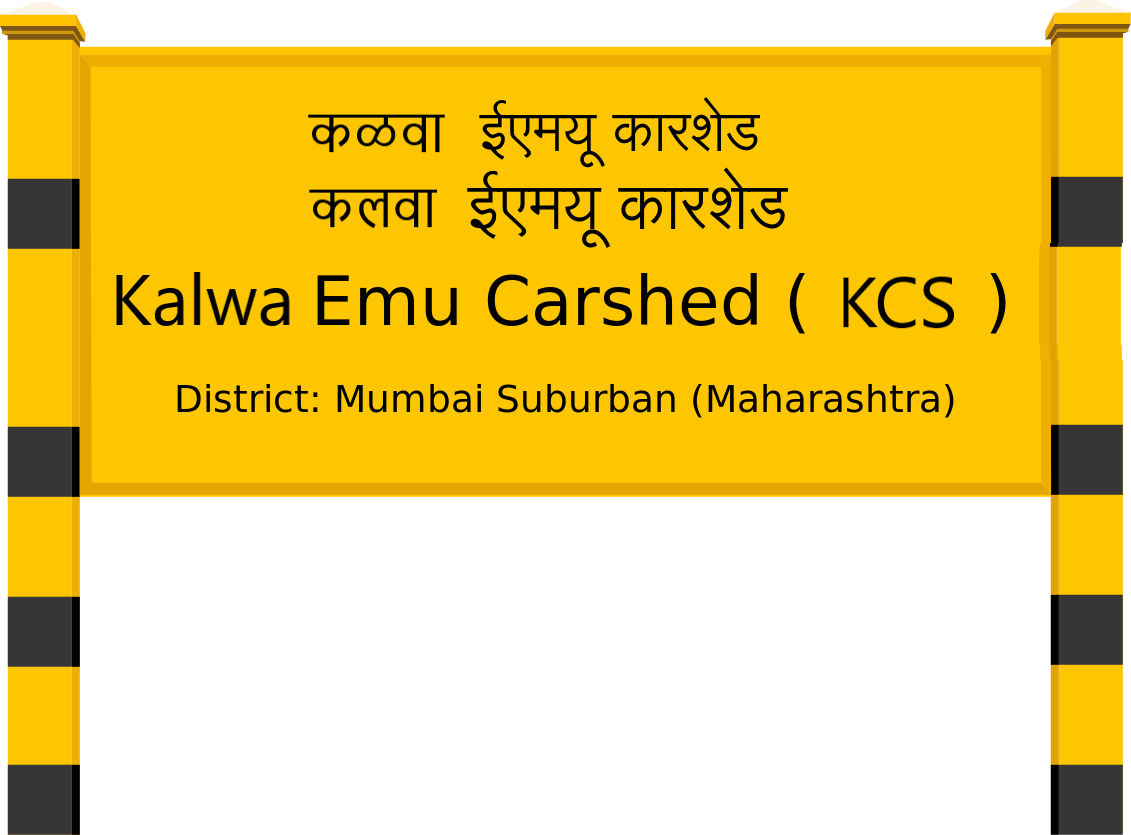 कळवा ईएमयू कारशेड
कलवा ईएमयू कारशेड
Kalwa Emu Carshed ( KCS )
District: Mumbai Suburban (Maharashtra)